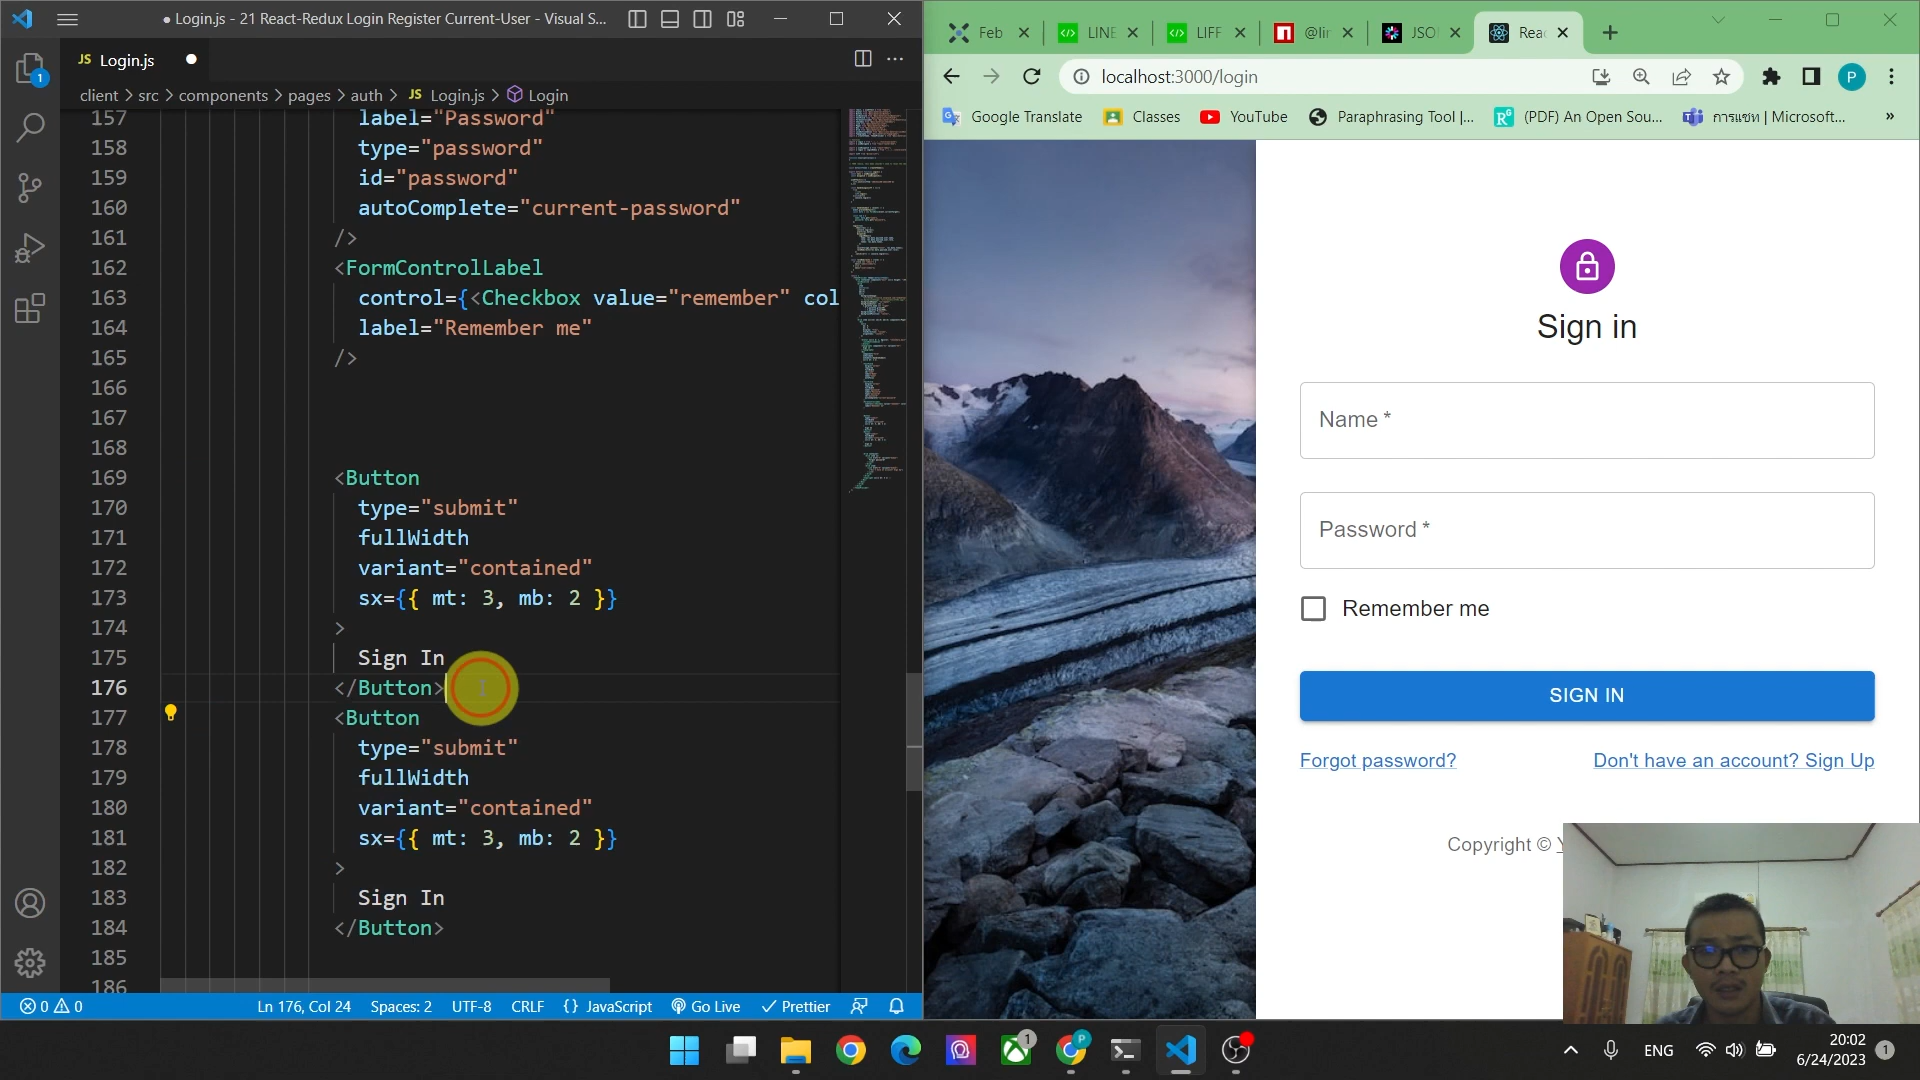 ● Login.js - 21 React-Redux Login Register Current-User - Visual S...
JS Login.js ●
client > src > components > pages > auth > JS Login.js > Login
157 label="Password"
158 type="password"
159 id="password"
160 autoComplete="current-password"
161 />
162 <FormControlLabel
163 control={<Checkbox value="remember" col
164 label="Remember me"
165 />
166
167
168
169 <Button
170 type="submit"
171 fullWidth
172 variant="contained"
173 sx={{ mt: 3, mb: 2 }}
174 >
175 Sign In
176 </Button>
177 <Button
178 type="submit"
179 fullWidth
180 variant="contained"
181 sx={{ mt: 3, mb: 2 }}
182 >
183 Sign In
184 </Button>
185
186
0 0 Ln 176, Col 24 Spaces: 2 UTF-8 CRLF {} JavaScript Go Live Prettier
Feb LINE LIFF @lir JSO Rea
localhost:3000/login
P
Google Translate Classes YouTube Paraphrasing Tool |... (PDF) An Open Sou... การแชท | Microsoft... »
Sign in
Name *
Password *
Remember me
SIGN IN
Forgot password? Don't have an account? Sign Up
Copyright © Y
ENG 20:02
6/24/2023 1